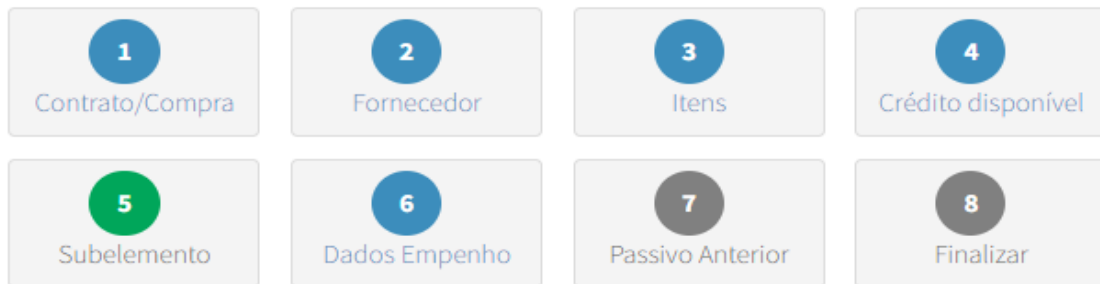 1 2 3 4
Contrato/Compra Fornecedor Itens Crédito disponível
5 6 7 8
Subelemento Dados Empenho Passivo Anterior Finalizar